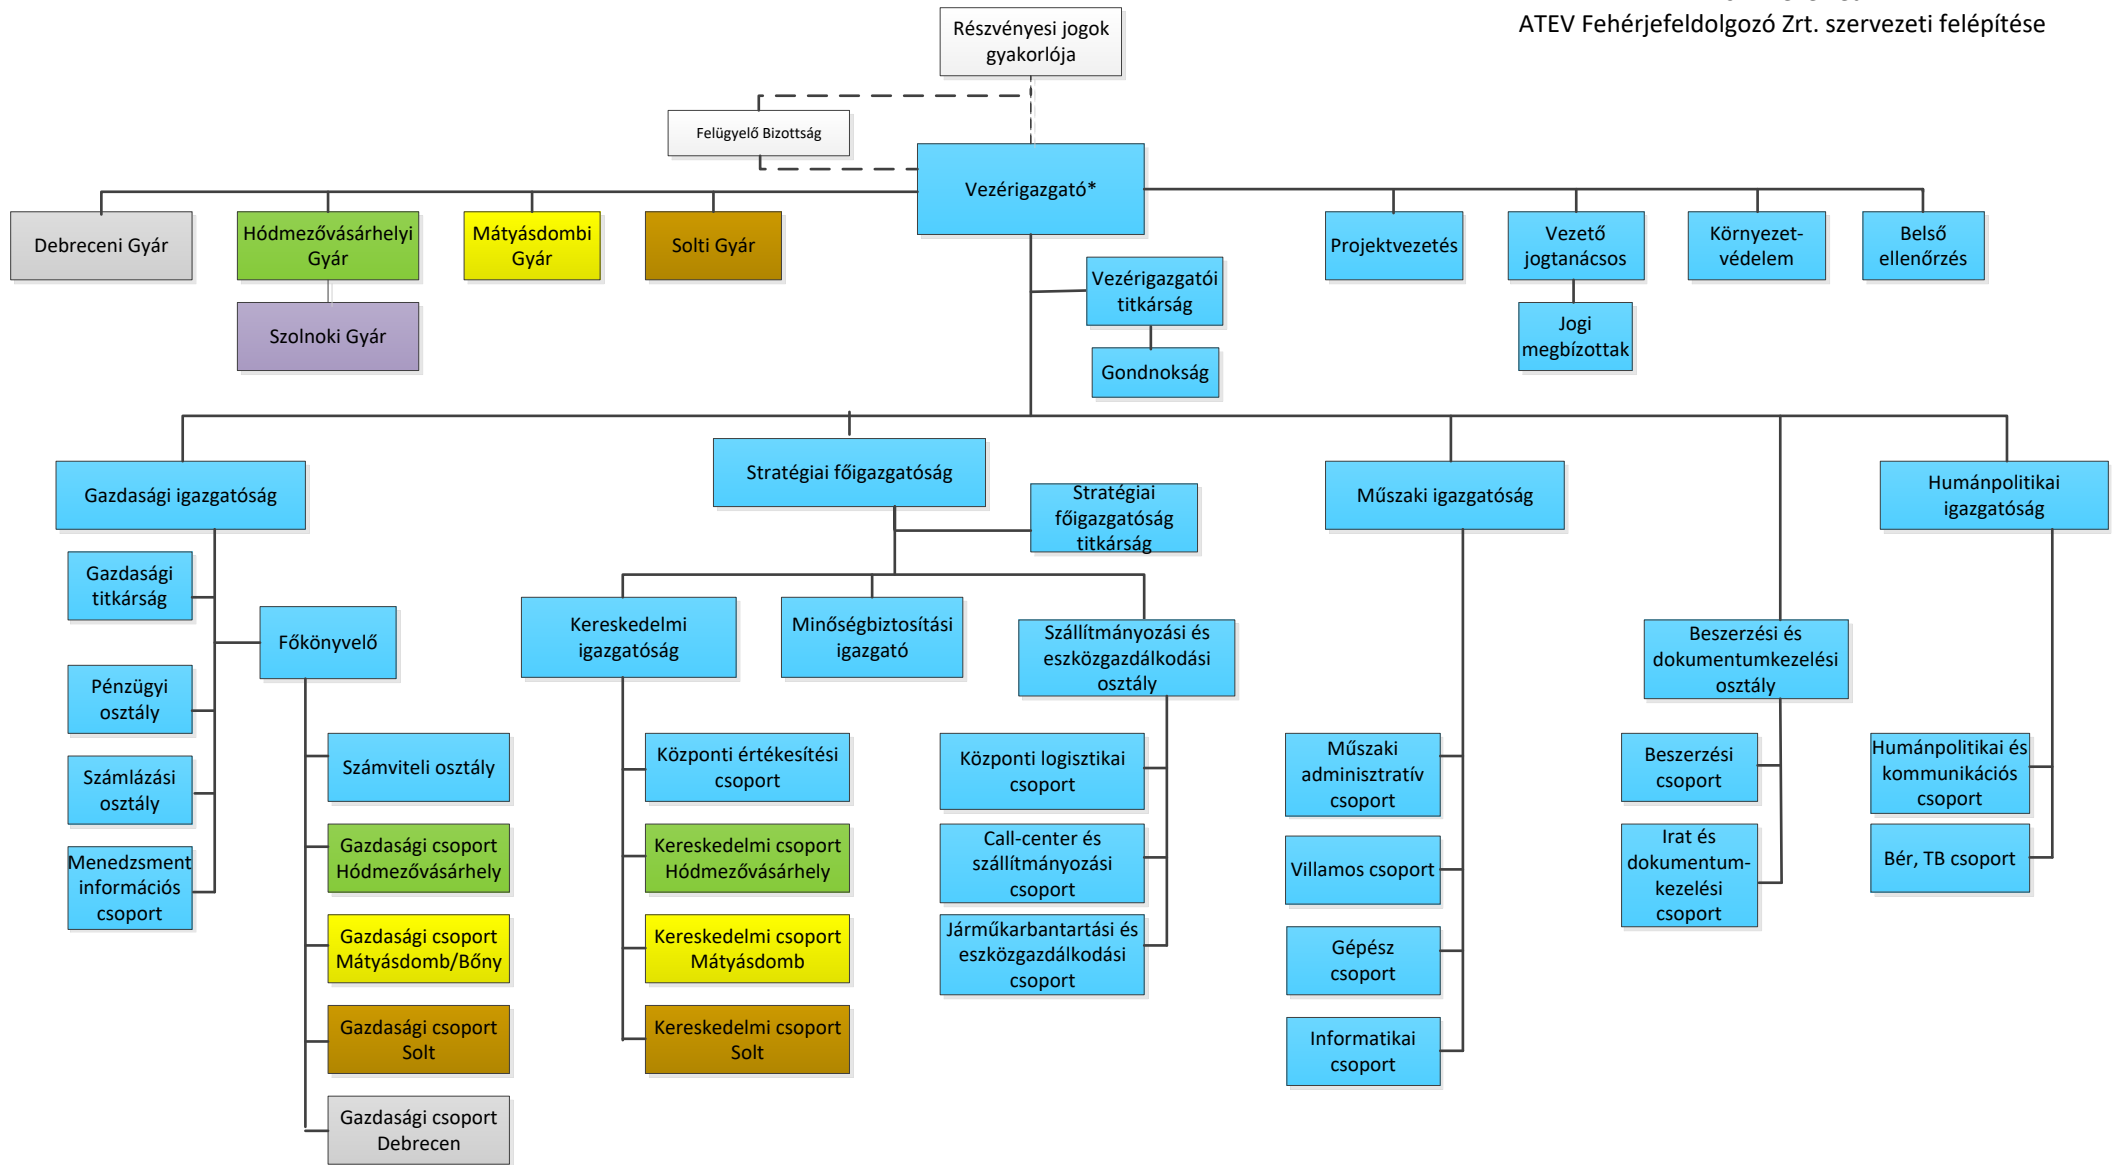 ATEV Fehérjefeldolgozó Zrt. szervezeti felépítése
Részvényesi jogok
gyakorlója
Felügyelő Bizottság
Vezérigazgató*
Debreceni Gyár
Hódmezővásárhelyi
Gyár
Mátyásdombi
Gyár
Solti Gyár
Projektvezetés
Vezető
jogtanácsos
Környezet-
védelem
Belső
ellenőrzés
Szolnoki Gyár
Vezérigazgatói
titkárság
Jogi
megbízottak
Gondnokság
Gazdasági igazgatóság
Stratégiai főigazgatóság
Stratégiai
főigazgatóság
titkárság
Műszaki igazgatóság
Humánpolitikai
igazgatóság
Gazdasági
titkárság
Főkönyvelő
Pénzügyi
osztály
Számlázási
osztály
Menedzsment
információs
csoport
Számviteli osztály
Gazdasági csoport
Hódmezővásárhely
Gazdasági csoport
Mátyásdomb/Bőny
Gazdasági csoport
Solt
Gazdasági csoport
Debrecen
Kereskedelmi
igazgatóság
Minőségbiztosítási
igazgató
Szállítmányozási és
eszközgazdálkodási
osztály
Központi értékesítési
csoport
Kereskedelmi csoport
Hódmezővásárhely
Kereskedelmi csoport
Mátyásdomb
Kereskedelmi csoport
Solt
Központi logisztikai
csoport
Call-center és
szállítmányozási
csoport
Járműkarbantartási és
eszközgazdálkodási
csoport
Műszaki
adminisztratív
csoport
Villamos csoport
Gépész
csoport
Informatikai
csoport
Beszerzési és
dokumentumkezelési
osztály
Beszerzési
csoport
Irat és
dokumentum-
kezelési
csoport
Humánpolitikai és
kommunikációs
csoport
Bér, TB csoport